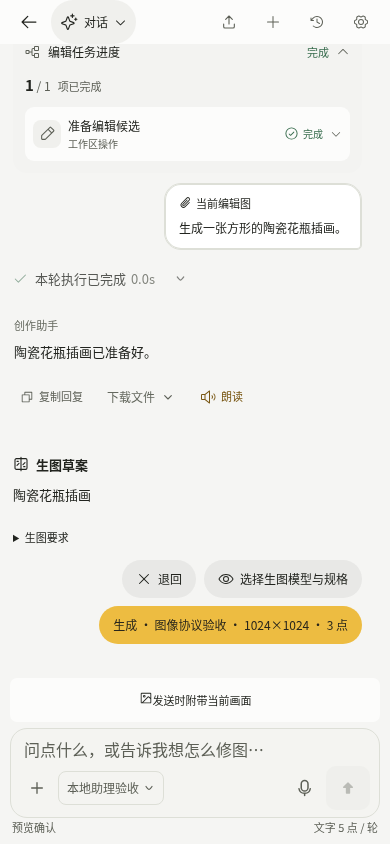 对话
编辑任务进度
完成
1 / 1 项已完成
准备编辑候选
工作区操作
完成
当前编辑图
生成一张方形的陶瓷花瓶插画。
本轮执行已完成 0.0s
创作助手
陶瓷花瓶插画已准备好。
复制回复
下载文件
朗读
生图草案
陶瓷花瓶插画
生图要求
退回
选择生图模型与规格
生成 • 图像协议验收 • 1024×1024 • 3 点
发送时附带当前画面
问点什么，或告诉我想怎么修图…
本地助理验收
预览确认
文字 5 点 / 轮